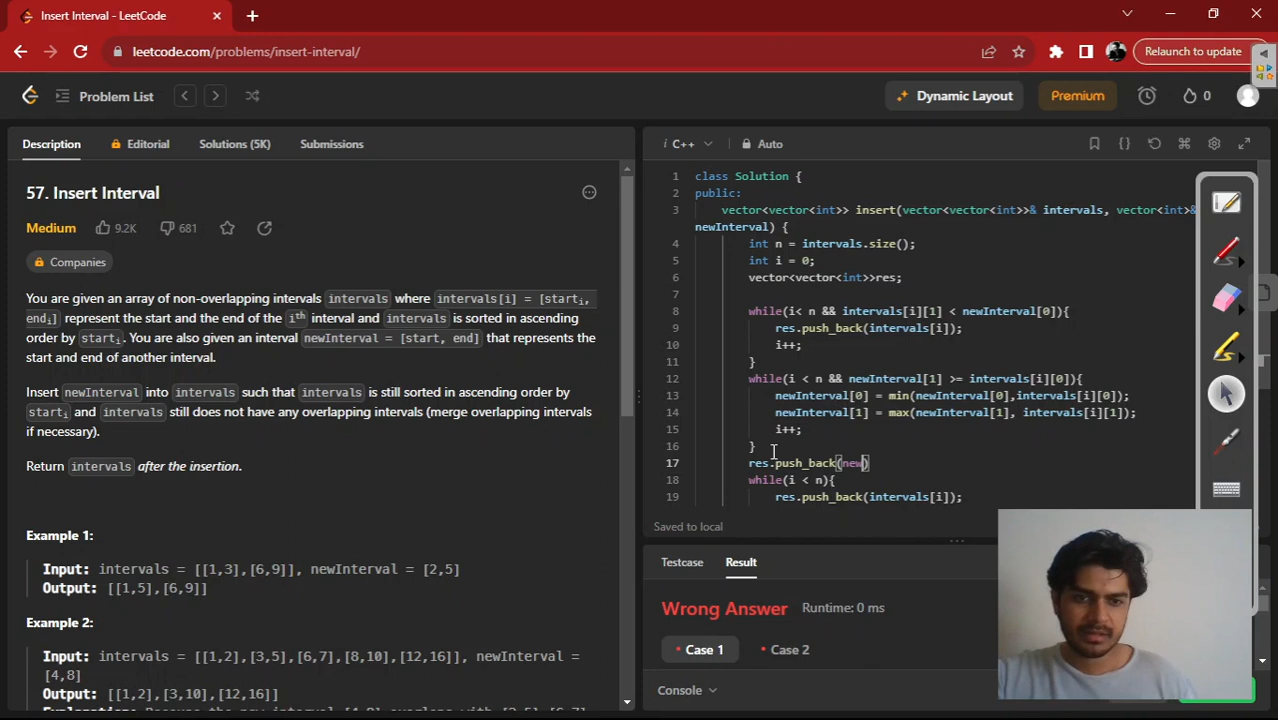 Insert Interval - LeetCode
leetcode.com/problems/insert-interval/
Relaunch to update
Problem List
Dynamic Layout
Premium
0
Description
Editorial
Solutions (5K)
Submissions
i C++
Auto
57. Insert Interval
Medium
9.2K
681
Companies
You are given an array of non-overlapping intervals intervals where intervals[i] = [starti,
endi] represent the start and the end of the ith interval and intervals is sorted in ascending
order by starti. You are also given an interval newInterval = [start, end] that represents the
start and end of another interval.
Insert newInterval into intervals such that intervals is still sorted in ascending order by
starti and intervals still does not have any overlapping intervals (merge overlapping intervals
if necessary).
Return intervals after the insertion.
Example 1:
Input: intervals = [[1,3],[6,9]], newInterval = [2,5]
Output: [[1,5],[6,9]]
Example 2:
Input: intervals = [[1,2],[3,5],[6,7],[8,10],[12,16]], newInterval =
[4,8]
Output: [[1,2],[3,10],[12,16]]
1 class Solution {
2 public:
3 vector<vector<int>> insert(vector<vector<int>>& intervals, vector<int>&
newInterval) {
4 int n = intervals.size();
5 int i = 0;
6 vector<vector<int>>res;
7
8 while(i< n && intervals[i][1] < newInterval[0]){
9 res.push_back(intervals[i]);
10 i++;
11 }
12 while(i < n && newInterval[1] >= intervals[i][0]){
13 newInterval[0] = min(newInterval[0],intervals[i][0]);
14 newInterval[1] = max(newInterval[1], intervals[i][1]);
15 i++;
16 }
17 res.push_back(new)
18 while(i < n){
19 res.push_back(intervals[i]);
Saved to local
Testcase
Result
Wrong Answer
Runtime: 0 ms
Case 1
Case 2
Console